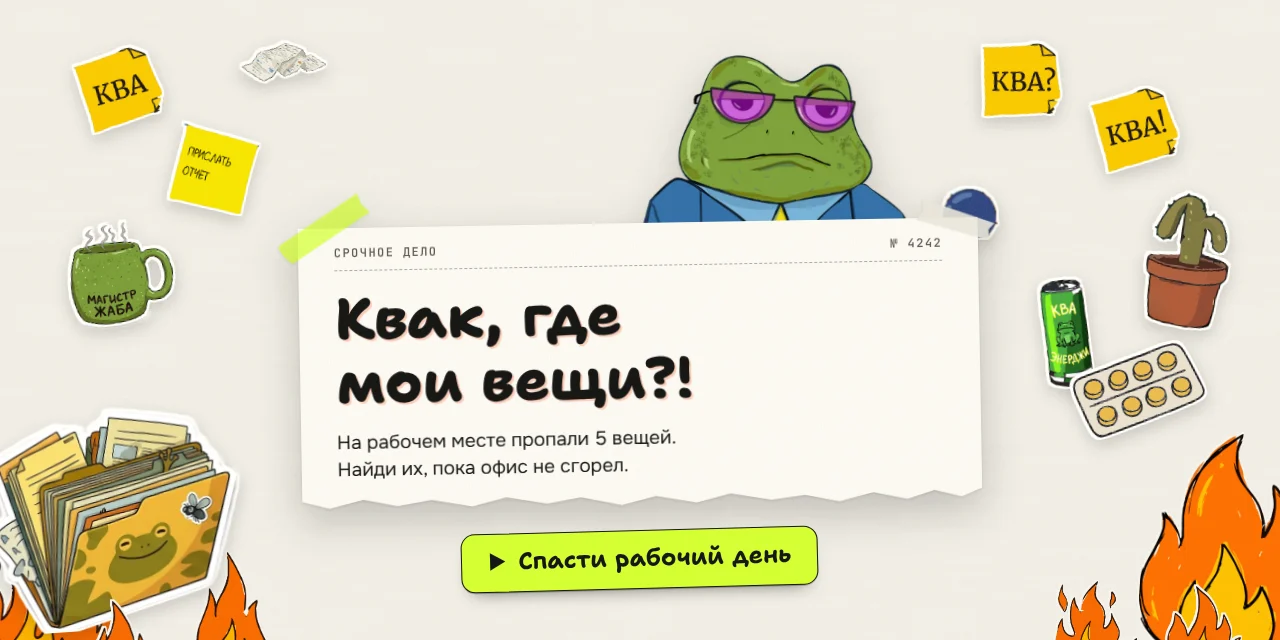 КВА
ПРИСЛАТЬ
ОТЧЕТ
КВА?
КВА!
МАГИСТР
ЖАБА
СРОЧНОЕ ДЕЛО
№ 4242
Квак, где
мои вещи?!
На рабочем месте пропали 5 вещей.
Найди их, пока офис не сгорел.
КВА
ЭНЕРДЖИ
▶ Спасти рабочий день